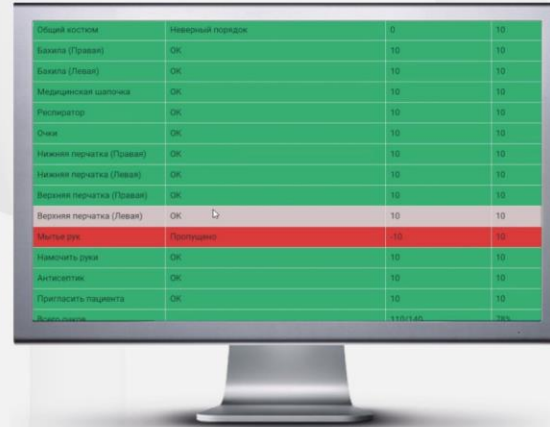 Общий костюм Неверный порядок 0 10
Бахила (Правая) OK 10 10
Бахила (Левая) OK 10 10
Медицинская шапочка OK 10 10
Респиратор OK 10 10
Очки OK 10 10
Нижняя перчатка (Правая) OK 10 10
Нижняя перчатка (Левая) OK 10 10
Верхняя перчатка (Правая) OK 10 10
Верхняя перчатка (Левая) OK 10 10
Мытье рук Пропущено -10 10
Намочить руки OK 10 10
Антисептик OK 10 10
Пригласить пациента OK 10 10
Всего очков 110/140 78%